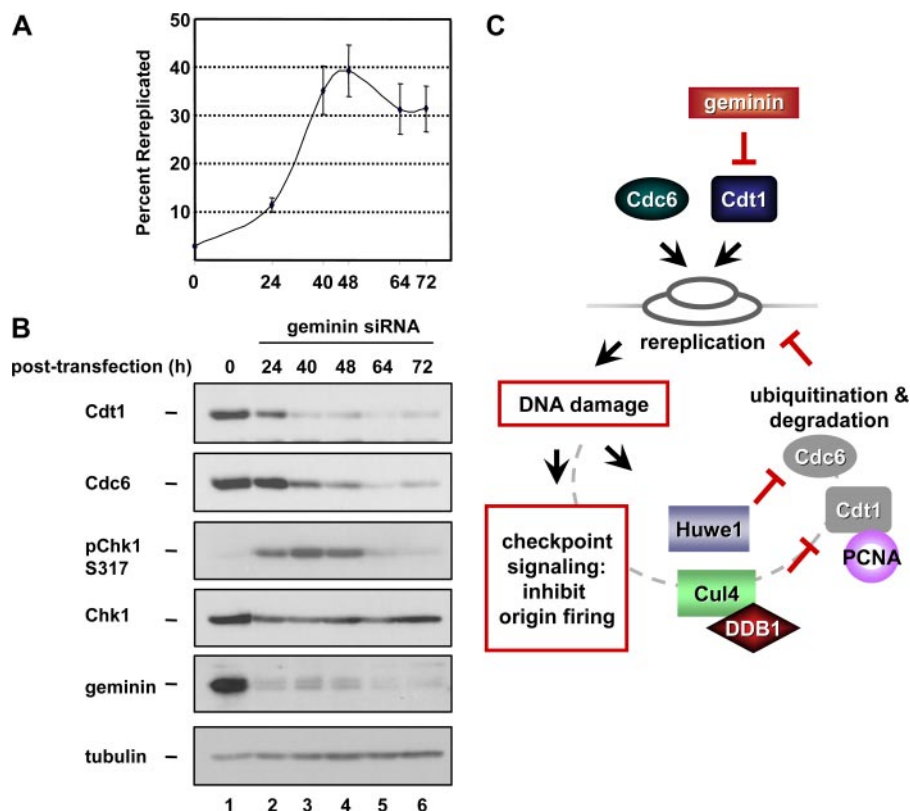 A
Percent Rereplicated
50
40
30
20
10
0 24 40 48 64 72
B
geminin siRNA
post-transfection (h) 0 24 40 48 64 72
Cdt1 –
Cdc6 –
pChk1 –
S317
Chk1 –
geminin –
tubulin –
1 2 3 4 5 6
C
geminin
Cdc6 Cdt1
rereplication
DNA damage
ubiquitination &
degradation
Cdc6
Cdt1
PCNA
Huwe1
Cul4
DDB1
checkpoint
signaling:
inhibit
origin firing